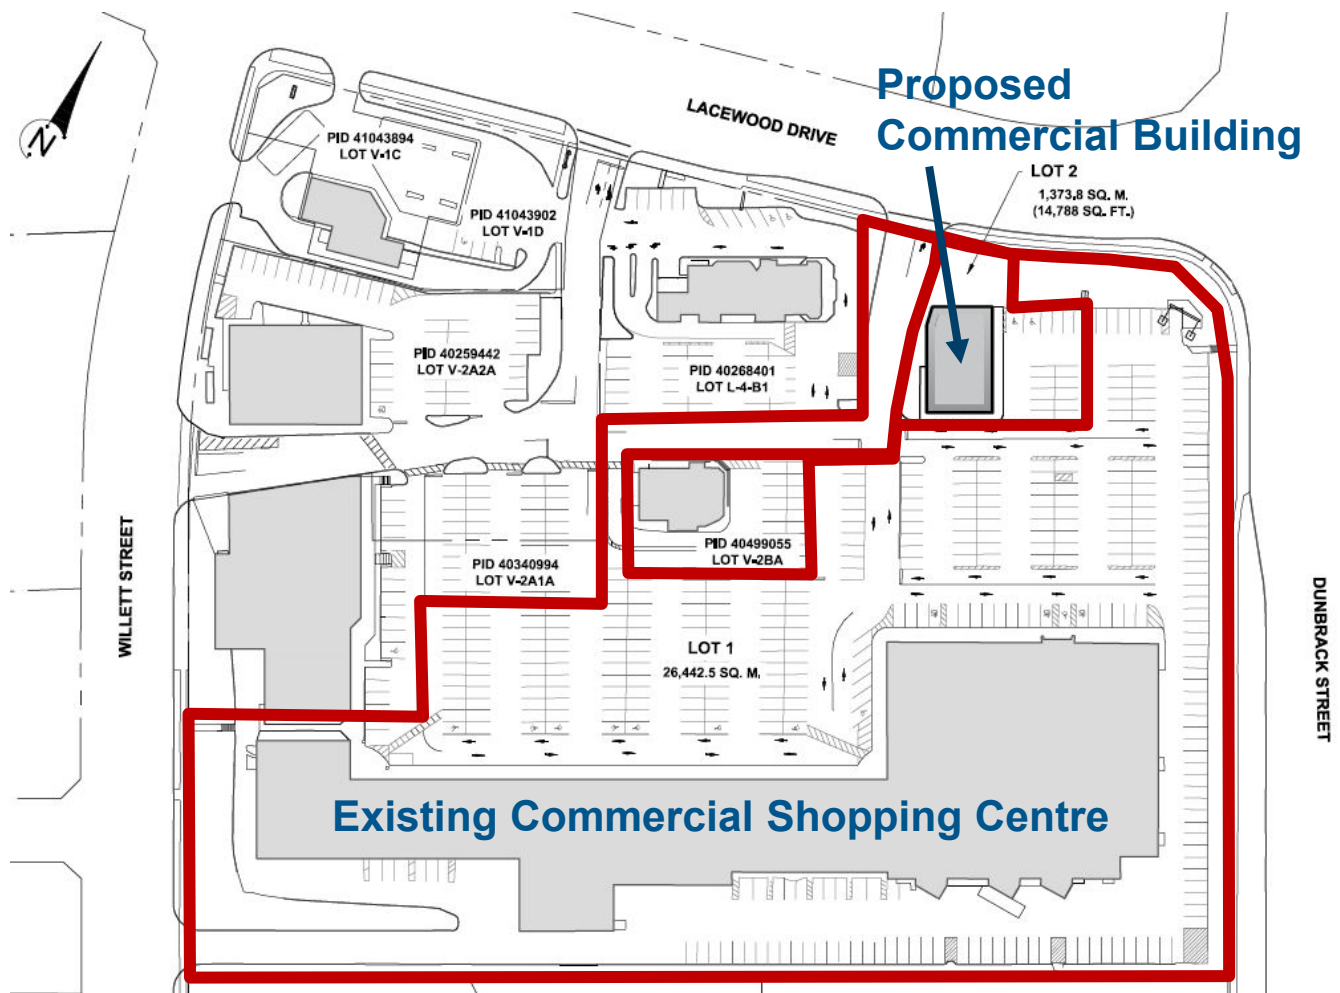 Proposed
Commercial Building
LACEWOOD DRIVE
PID 41043894
LOT V-1C
LOT 2
1,373.8 SQ. M.
(14,788 SQ. FT.)
PID 41043902
LOT V-1D
N
PID 40259442
LOT V-2A2A
PID 40268401
LOT L-4-B1
PID 40499055
LOT V-2BA
PID 40340994
LOT V-2A1A
WILLETT STREET
DUNBRACK STREET
LOT 1
26,442.5 SQ. M.
Existing Commercial Shopping Centre